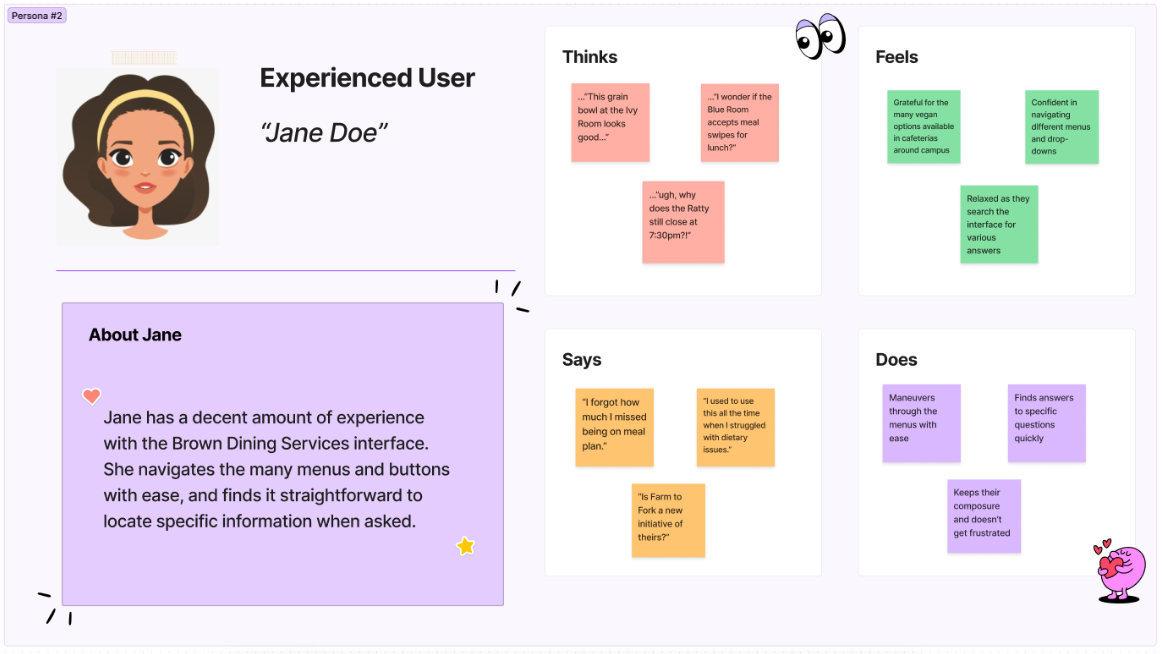 Persona #2
Experienced User
“Jane Doe”
About Jane
Jane has a decent amount of experience
with the Brown Dining Services interface.
She navigates the many menus and buttons
with ease, and finds it straightforward to
locate specific information when asked.
Thinks
..."This grain
bowl at the Ivy
Room looks
good..."
..."I wonder if the
Blue Room
accepts meal
swipes for
lunch?"
..."ugh, why
does the Ratty
still close at
7:30pm?!"
Feels
Grateful for the
many vegan
options available
in cafeterias
around campus
Confident in
navigating
different menus
and drop-
downs
Relaxed as they
search the
interface for
various
answers
Says
"I forgot how
much I missed
being on meal
plan."
"I used to use
this all the time
when I struggled
with dietary
issues."
"Is Farm to
Fork a new
initiative of
theirs?"
Does
Maneuvers
through the
menus with
ease
Finds answers
to specific
questions
quickly
Keeps their
composure
and doesn't
get frustrated